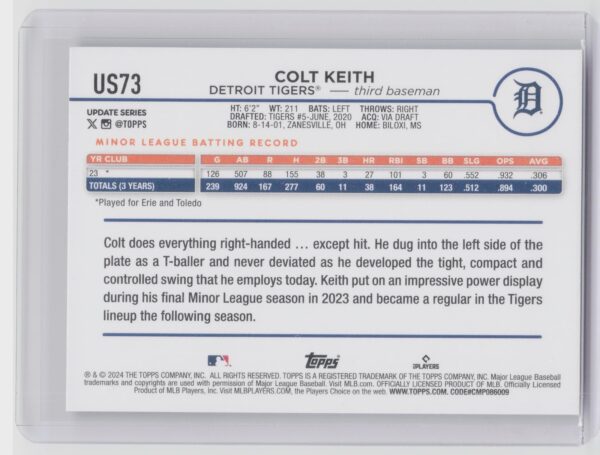 US73
COLT KEITH
DETROIT TIGERS® — third baseman
D
UPDATE SERIES
@TOPPS
HT: 6'2" WT: 211 BATS: LEFT THROWS: RIGHT
DRAFTED: TIGERS #5-JUNE, 2020 ACQ: VIA DRAFT
BORN: 8-14-01, ZANESVILLE, OH HOME: BILOXI, MS
MINOR LEAGUE BATTING RECORD
YR CLUB G AB R H 2B 3B HR RBI SB BB SLG OPS AVG
23 * 126 507 88 155 38 3 27 101 3 60 .552 .932 .306
TOTALS (3 YEARS) 239 924 167 277 60 11 38 164 11 123 .512 .894 .300
*Played for Erie and Toledo
Colt does everything right-handed ... except hit. He dug into the left side of the
plate as a T-baller and never deviated as he developed the tight, compact and
controlled swing that he employs today. Keith put on an impressive power display
during his final Minor League season in 2023 and became a regular in the Tigers
lineup the following season.
Topps
PLAYERS
® & © 2024 THE TOPPS COMPANY, INC. ALL RIGHTS RESERVED. TOPPS IS A REGISTERED TRADEMARK OF THE TOPPS COMPANY, INC. Major League Baseball
trademarks and copyrights are used with permission of Major League Baseball. Visit MLB.com. OFFICIALLY LICENSED PRODUCT OF MLB. Officially Licensed
Product of MLB Players, Inc. Visit MLBPLAYERS.COM, the Players Choice on the web. WWW.TOPPS.COM. CODE#CMP086009